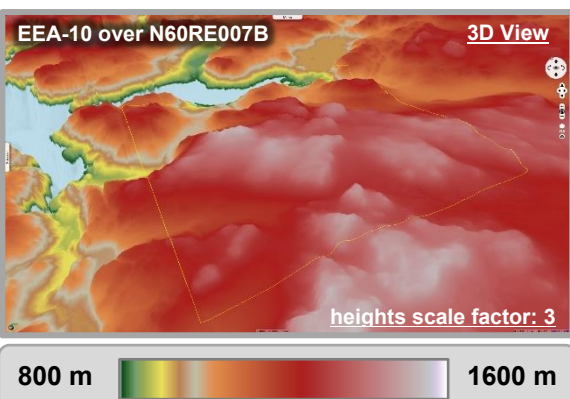 EEA-10 over N60RE007B
3D View
heights scale factor: 3
800 m
1600 m